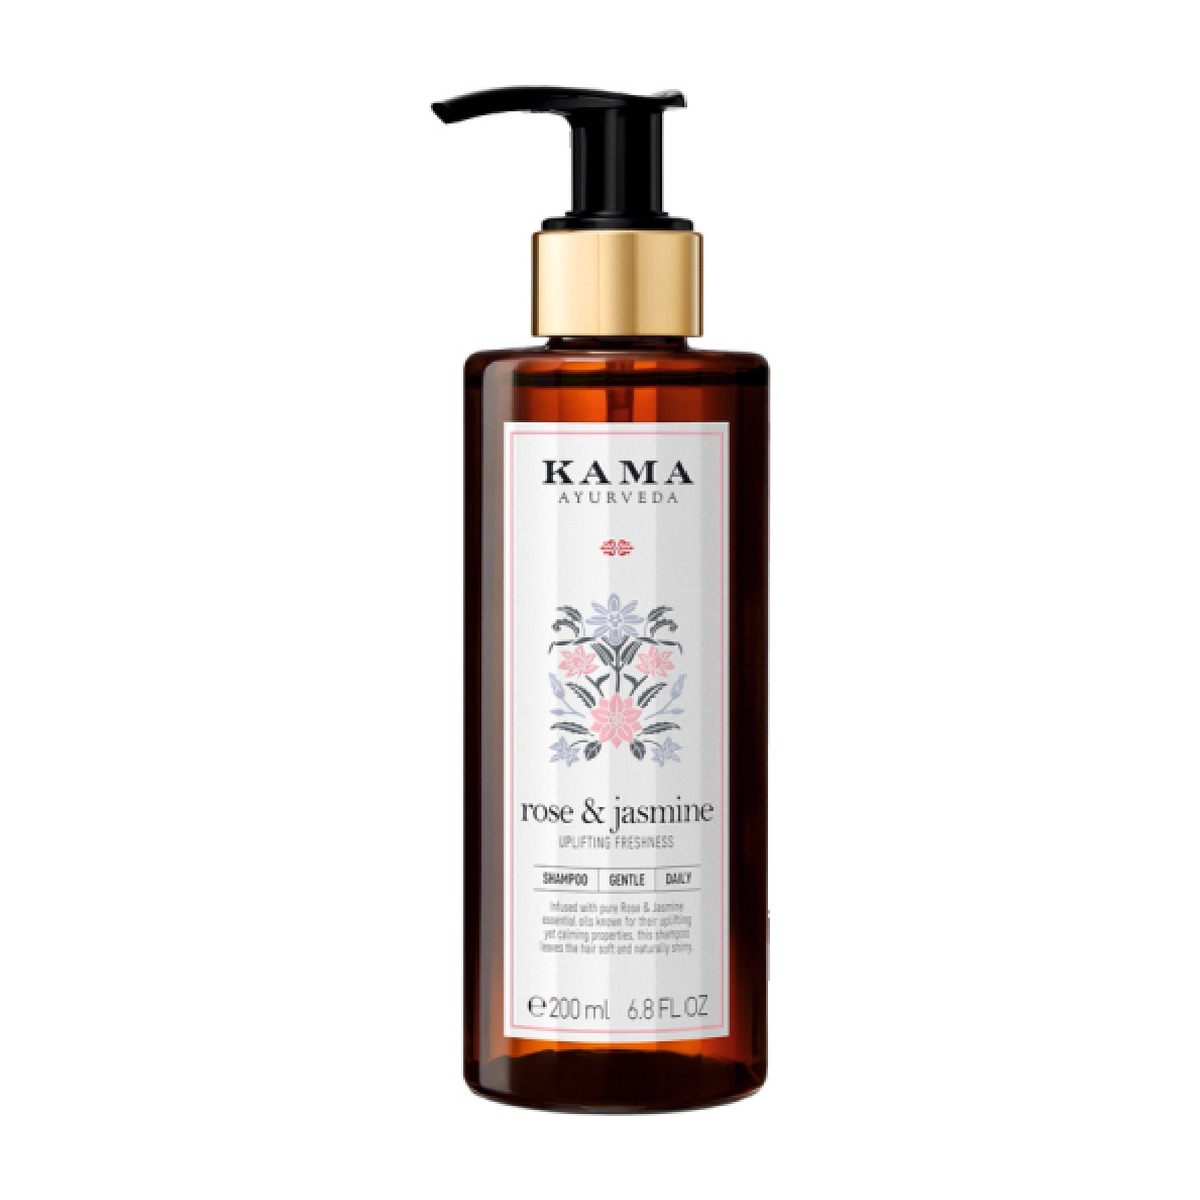 KAMA
AYURVEDA
rose & jasmine
UPLIFTING FRESHNESS
SHAMPOO GENTLE DAILY
Infused with pure Rose & Jasmine
essential oils known for their uplifting
yet calming properties, this shampoo
leaves the hair soft and naturally shiny.
℮200 ml 6.8 FL OZ